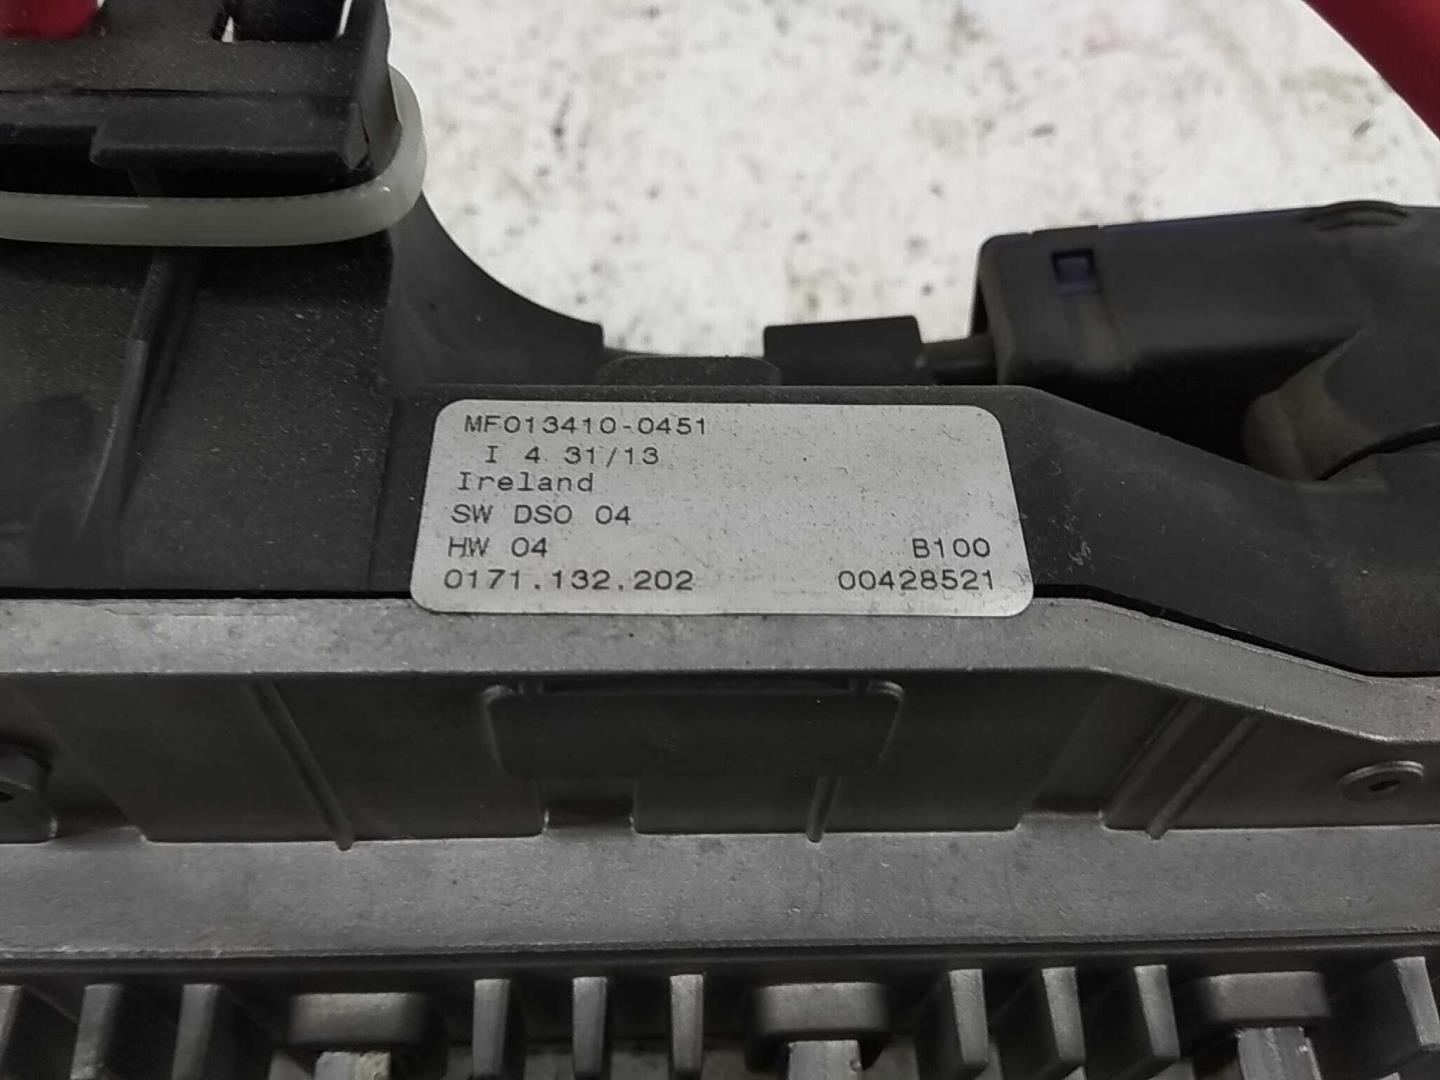 MF013410-0451
I 4 31/13
Ireland
SW DS0 04
HW 04 B100
0171.132.202 00428521